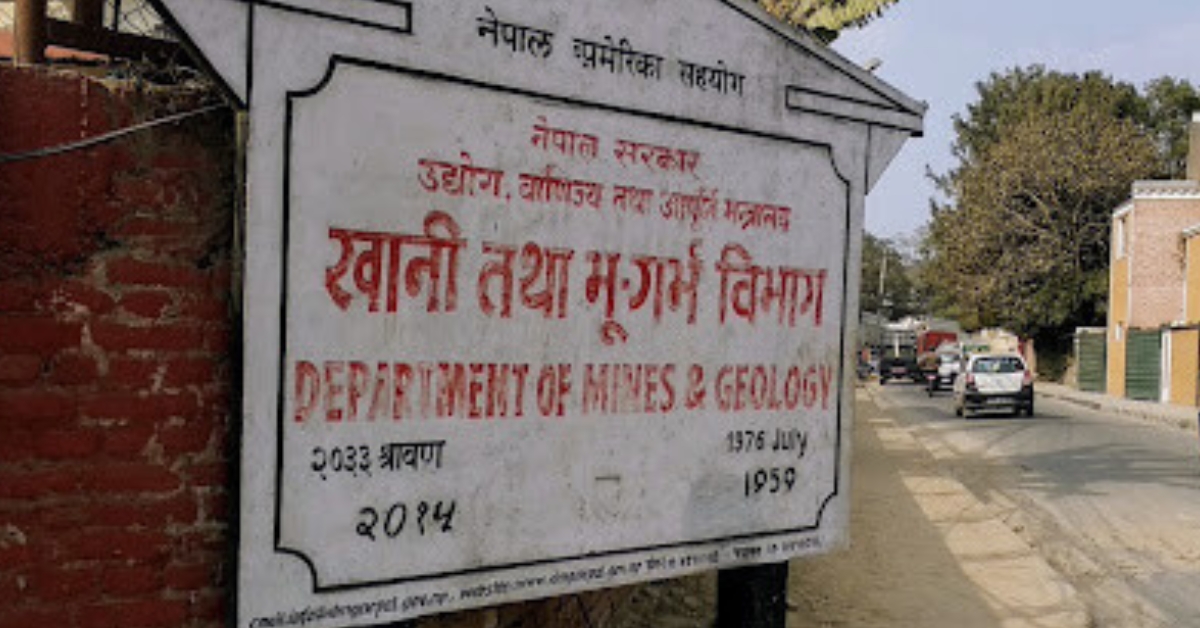 नेपाल अमेरिका सहयोग
नेपाल सरकार
उद्योग, वाणिज्य तथा आपूर्ति मन्त्रालय
खानी तथा भू-गर्भ विभाग
DEPARTMENT OF MINES & GEOLOGY
२०३३ श्रावण 1976 July
२०१५ 1959